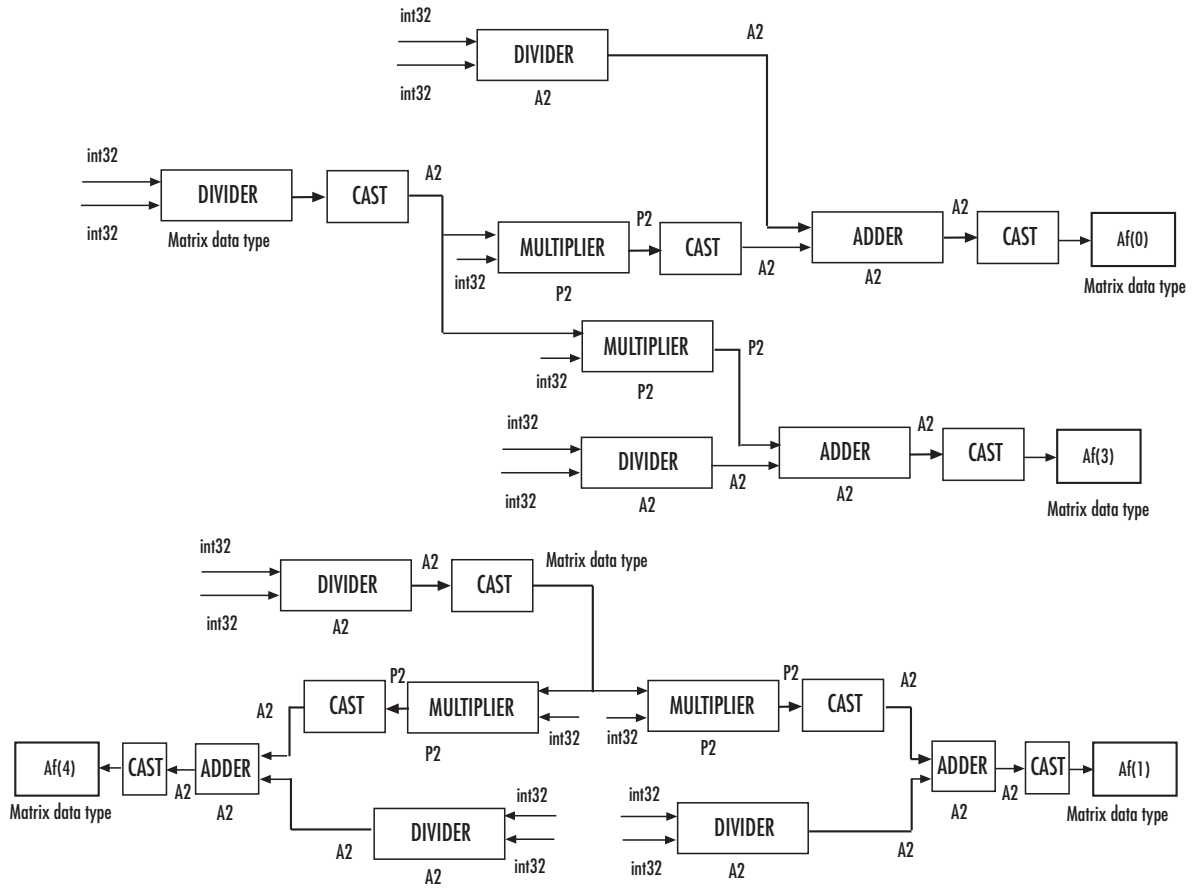 int32
DIVIDER
A2
int32
A2
int32
DIVIDER
CAST
A2
int32
Matrix data type
MULTIPLIER
P2
CAST
ADDER
A2
CAST
Af(0)
int32
P2
A2
A2
Matrix data type
MULTIPLIER
P2
int32
P2
int32
DIVIDER
A2
ADDER
A2
CAST
Af(3)
int32
A2
A2
Matrix data type
int32
DIVIDER
A2
CAST
Matrix data type
int32
A2
CAST
P2
MULTIPLIER
MULTIPLIER
P2
CAST
A2
A2
P2
int32
int32
P2
Af(4)
CAST
ADDER
ADDER
CAST
Af(1)
Matrix data type
A2
A2
A2
A2
Matrix data type
int32
int32
DIVIDER
DIVIDER
A2
A2
int32
int32
A2
A2